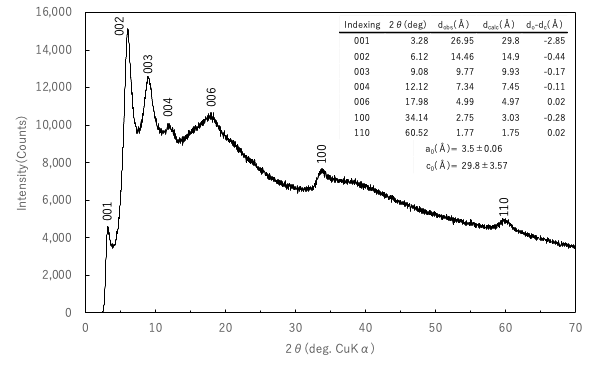 16,000
14,000
12,000
10,000
8,000
6,000
4,000
2,000
0
Intensity(Counts)
0 10 20 30 40 50 60 70
2θ(deg. CuKα)
001
002
003
004
006
100
110
Indexing 2θ(deg) dobs(Å) dcalc(Å) do-dc(Å)
001 3.28 26.95 29.8 -2.85
002 6.12 14.46 14.9 -0.44
003 9.08 9.77 9.93 -0.17
004 12.12 7.34 7.45 -0.11
006 17.98 4.99 4.97 0.02
100 34.14 2.75 3.03 -0.28
110 60.52 1.77 1.75 0.02
a0(Å)= 3.5±0.06
c0(Å)= 29.8±3.57